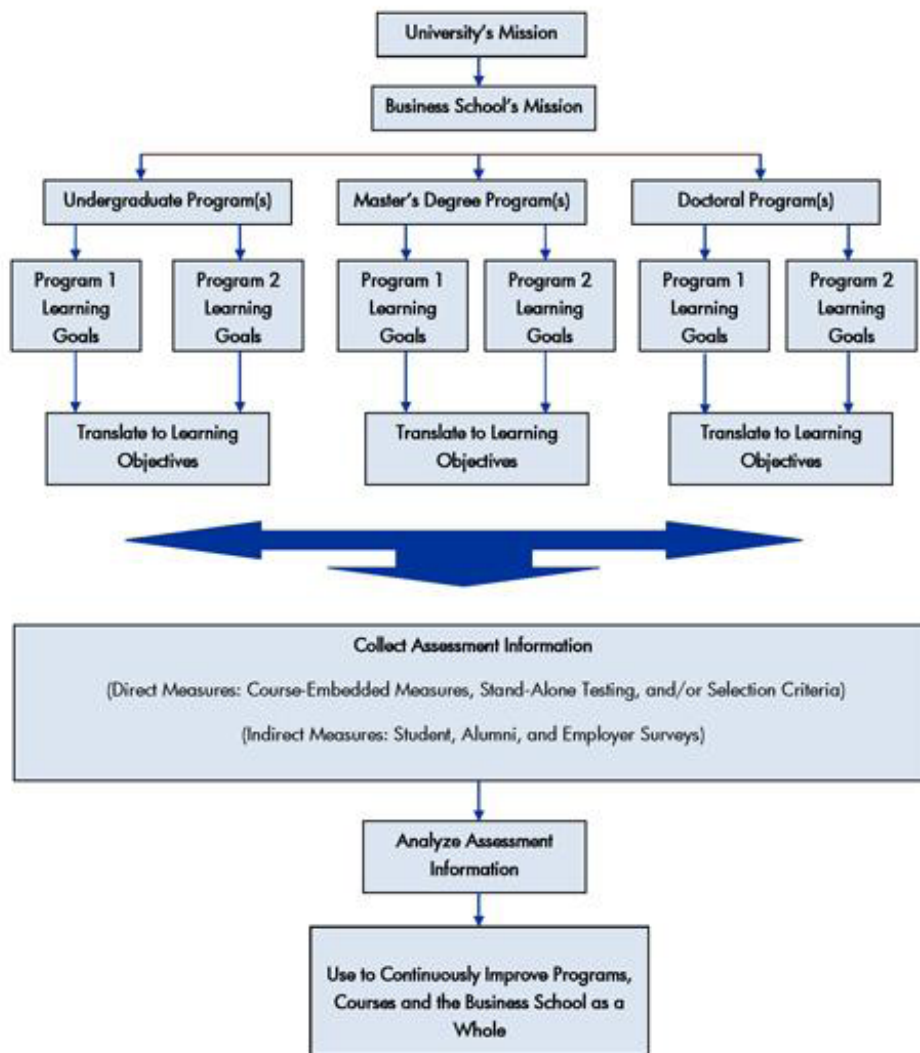 University's Mission
Business School's Mission
Undergraduate Program(s)
Master's Degree Program(s)
Doctoral Program(s)
Program 1
Learning
Goals
Program 2
Learning
Goals
Program 1
Learning
Goals
Program 2
Learning
Goals
Program 1
Learning
Goals
Program 2
Learning
Goals
Translate to Learning
Objectives
Translate to Learning
Objectives
Translate to Learning
Objectives
Collect Assessment Information
(Direct Measures: Course-Embedded Measures, Stand-Alone Testing, and/or Selection Criteria)
(Indirect Measures: Student, Alumni, and Employer Surveys)
Analyze Assessment
Information
Use to Continuously Improve Programs,
Courses and the Business School as a
Whole